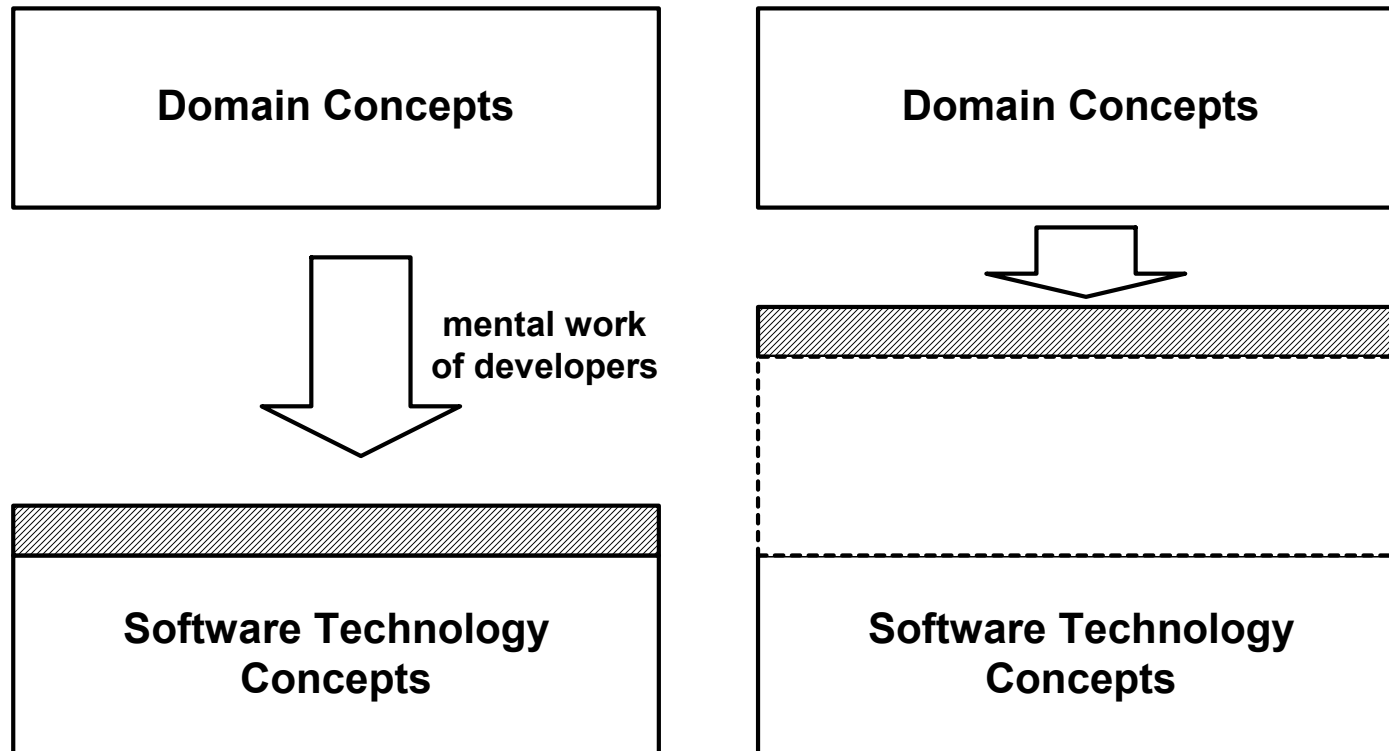 Domain Concepts
mental work
of developers
Software Technology
Concepts
Domain Concepts
Software Technology
Concepts